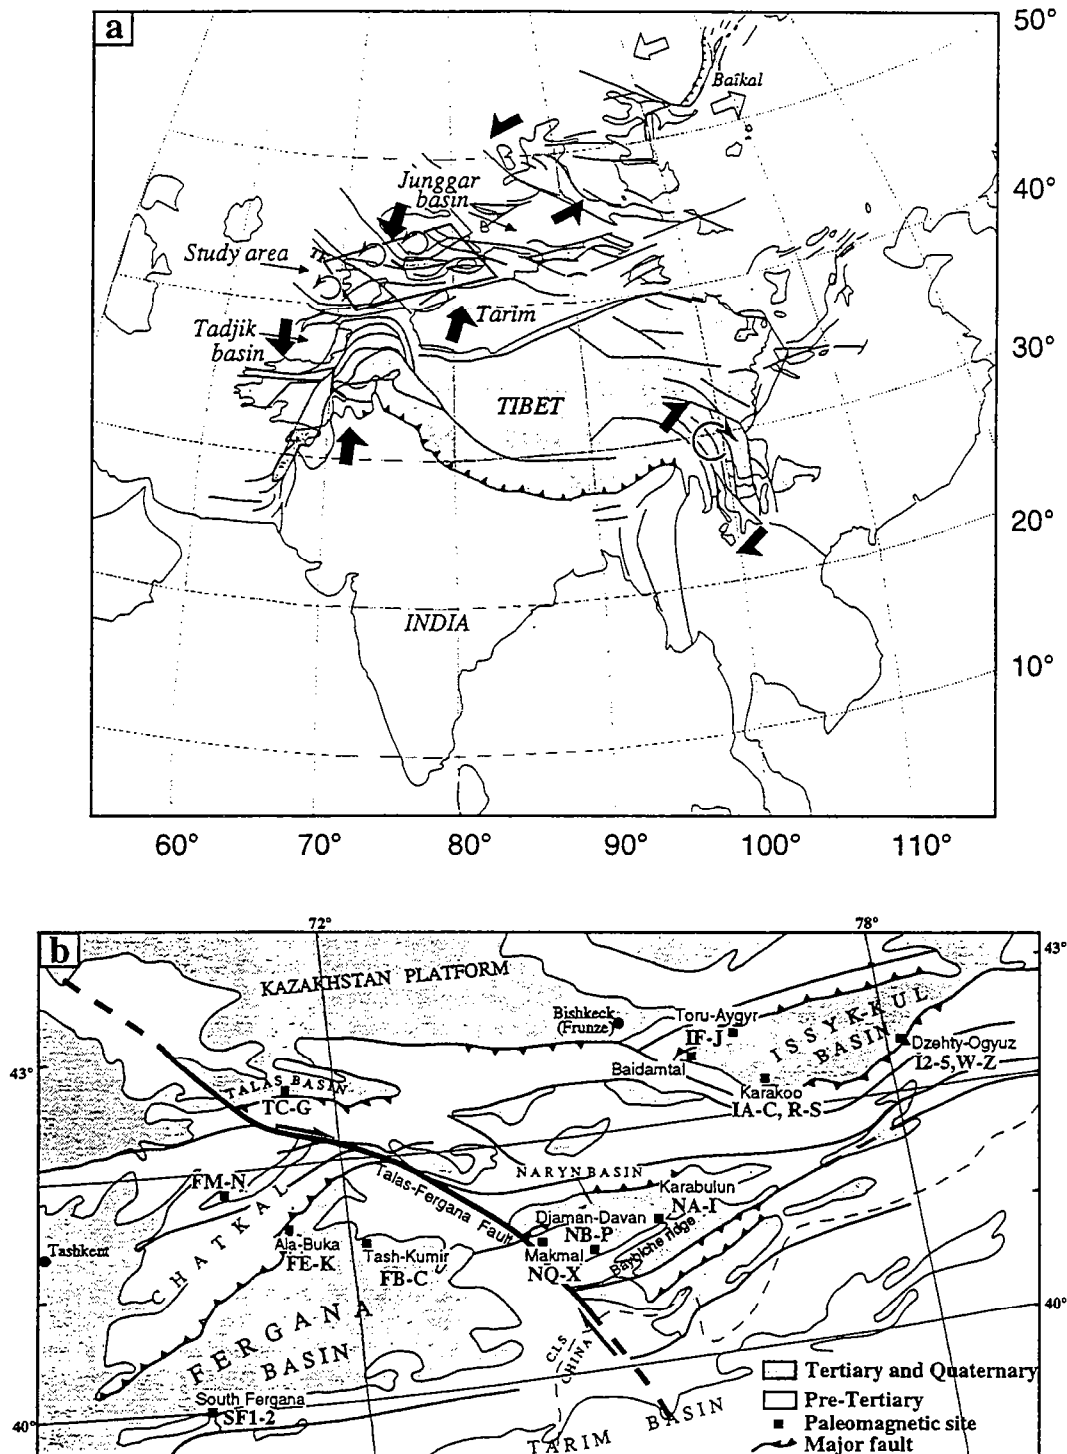 a
50°
Baîkal
40°
Junggar
basin
Study area
TF
Tarim
Tadjik
basin
30°
TIBET
20°
INDIA
10°
60°
70°
80°
90°
100°
110°
b
72°
78°
43°
KAZAKHSTAN PLATFORM
Bishkeck
(Frunze)
Toru-Aygyr
IF-J
ISSYK-KUL
BASIN
Dzehty-Ogyuz
I2-5,W-Z
Baidamtal
Karakoo
IA-C, R-S
43°
TALAS BASIN
TC-G
NARYN BASIN
FM-N
Talas-Fergana Fault
Karabulun
NA-I
Djaman-Davan
NB-P
CHATKAL
Ala-Buka
FE-K
Tash-Kumir
FB-C
Makmal
NQ-X
Baybiche ridge
Tashkent
40°
FERGANA
BASIN
C.I.S
CHINA
South Fergana
SF1-2
40°
TARIM BASIN
Tertiary and Quaternary
Pre-Tertiary
Paleomagnetic site
Major fault